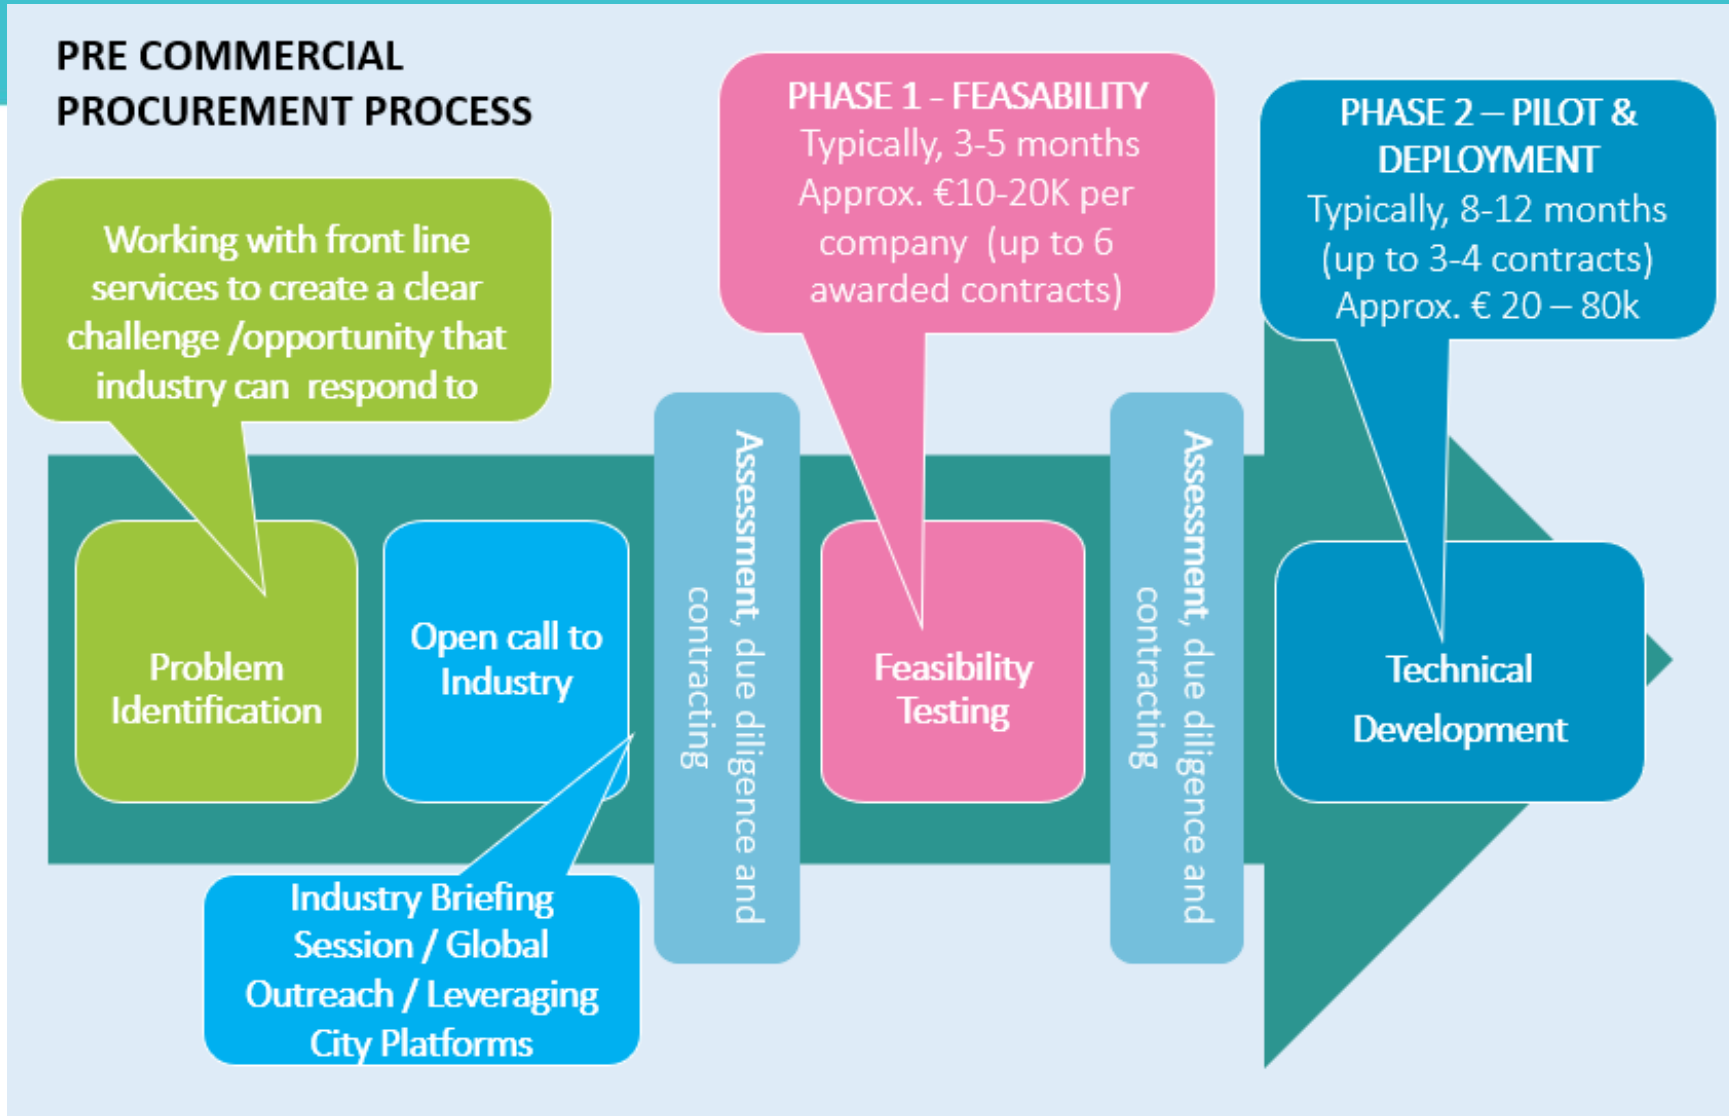 PRE COMMERCIAL
PROCUREMENT PROCESS
Working with front line
services to create a clear
challenge /opportunity that
industry can respond to
PHASE 1 - FEASABILITY
Typically, 3-5 months
Approx. €10-20K per
company (up to 6
awarded contracts)
PHASE 2 – PILOT &
DEPLOYMENT
Typically, 8-12 months
(up to 3-4 contracts)
Approx. € 20 – 80k
Problem
Identification
Open call to
Industry
Assessment, due diligence and
contracting
Feasibility
Testing
Assessment, due diligence and
contracting
Technical
Development
Industry Briefing
Session / Global
Outreach / Leveraging
City Platforms